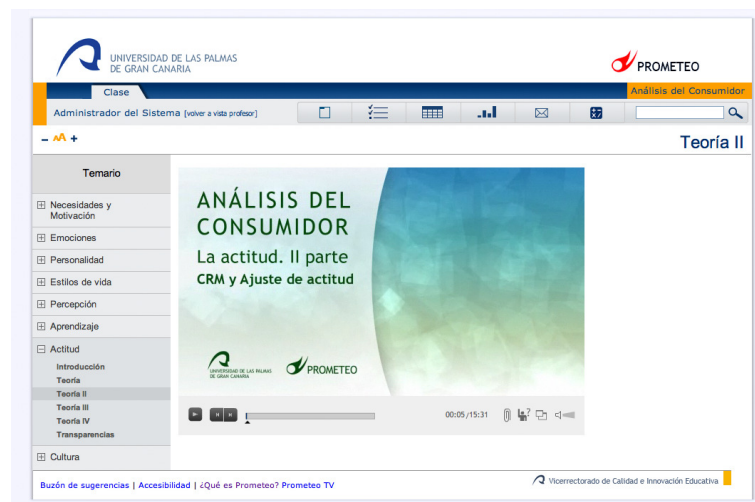 UNIVERSIDAD DE LAS PALMAS
DE GRAN CANARIA
PROMETEO
Clase
Análisis del Consumidor
Administrador del Sistema [volver a vista profesor]
- AA +
Teoría II
Temario
Necesidades y
Motivación
Emociones
Personalidad
Estilos de vida
Percepción
Aprendizaje
Actitud
Introducción
Teoría
Teoría II
Teoría III
Teoría IV
Transparencias
Cultura
ANÁLISIS DEL
CONSUMIDOR
La actitud. II parte
CRM y Ajuste de actitud
UNIVERSIDAD DE LAS PALMAS
DE GRAN CANARIA
PROMETEO
00:05/15:31
Buzón de sugerencias | Accesibilidad | ¿Qué es Prometeo? Prometeo TV
Vicerrectorado de Calidad e Innovación Educativa